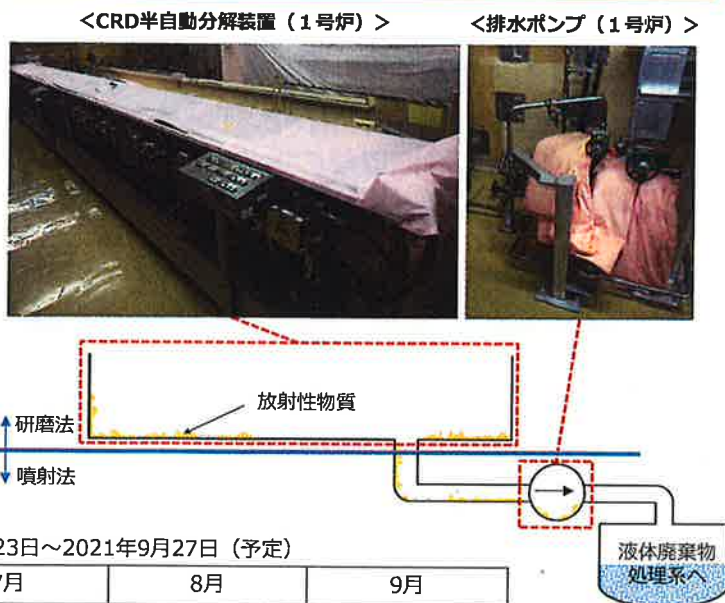 <CRD半自動分解装置（１号炉）>
<排水ポンプ（１号炉）>
放射性物質
研磨法
噴射法
液体廃棄物
処理系へ
23日～2021年9月27日（予定）
月
8月
9月